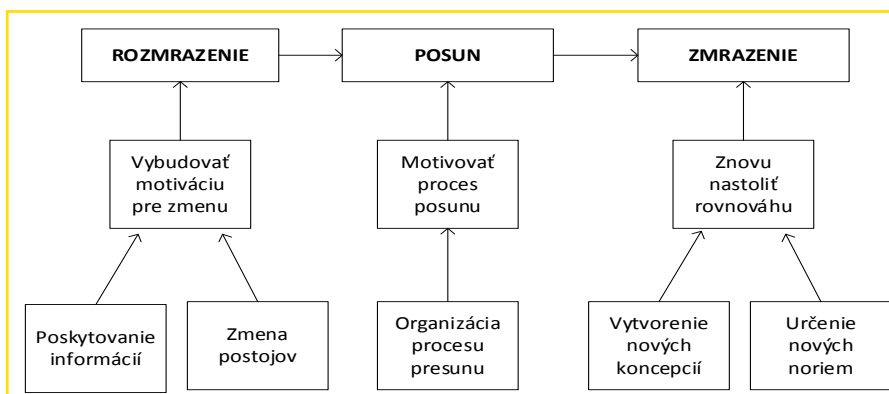 ROZMRAZENIE
POSUN
ZMRAZENIE
Vybudovať
motiváciu
pre zmenu
Motivovať
proces
posunu
Znovu
nastoliť
rovnováhu
Poskytovanie
informácií
Zmena
postojov
Organizácia
procesu
presunu
Vytvorenie
nových
koncepcií
Určenie
nových
noriem